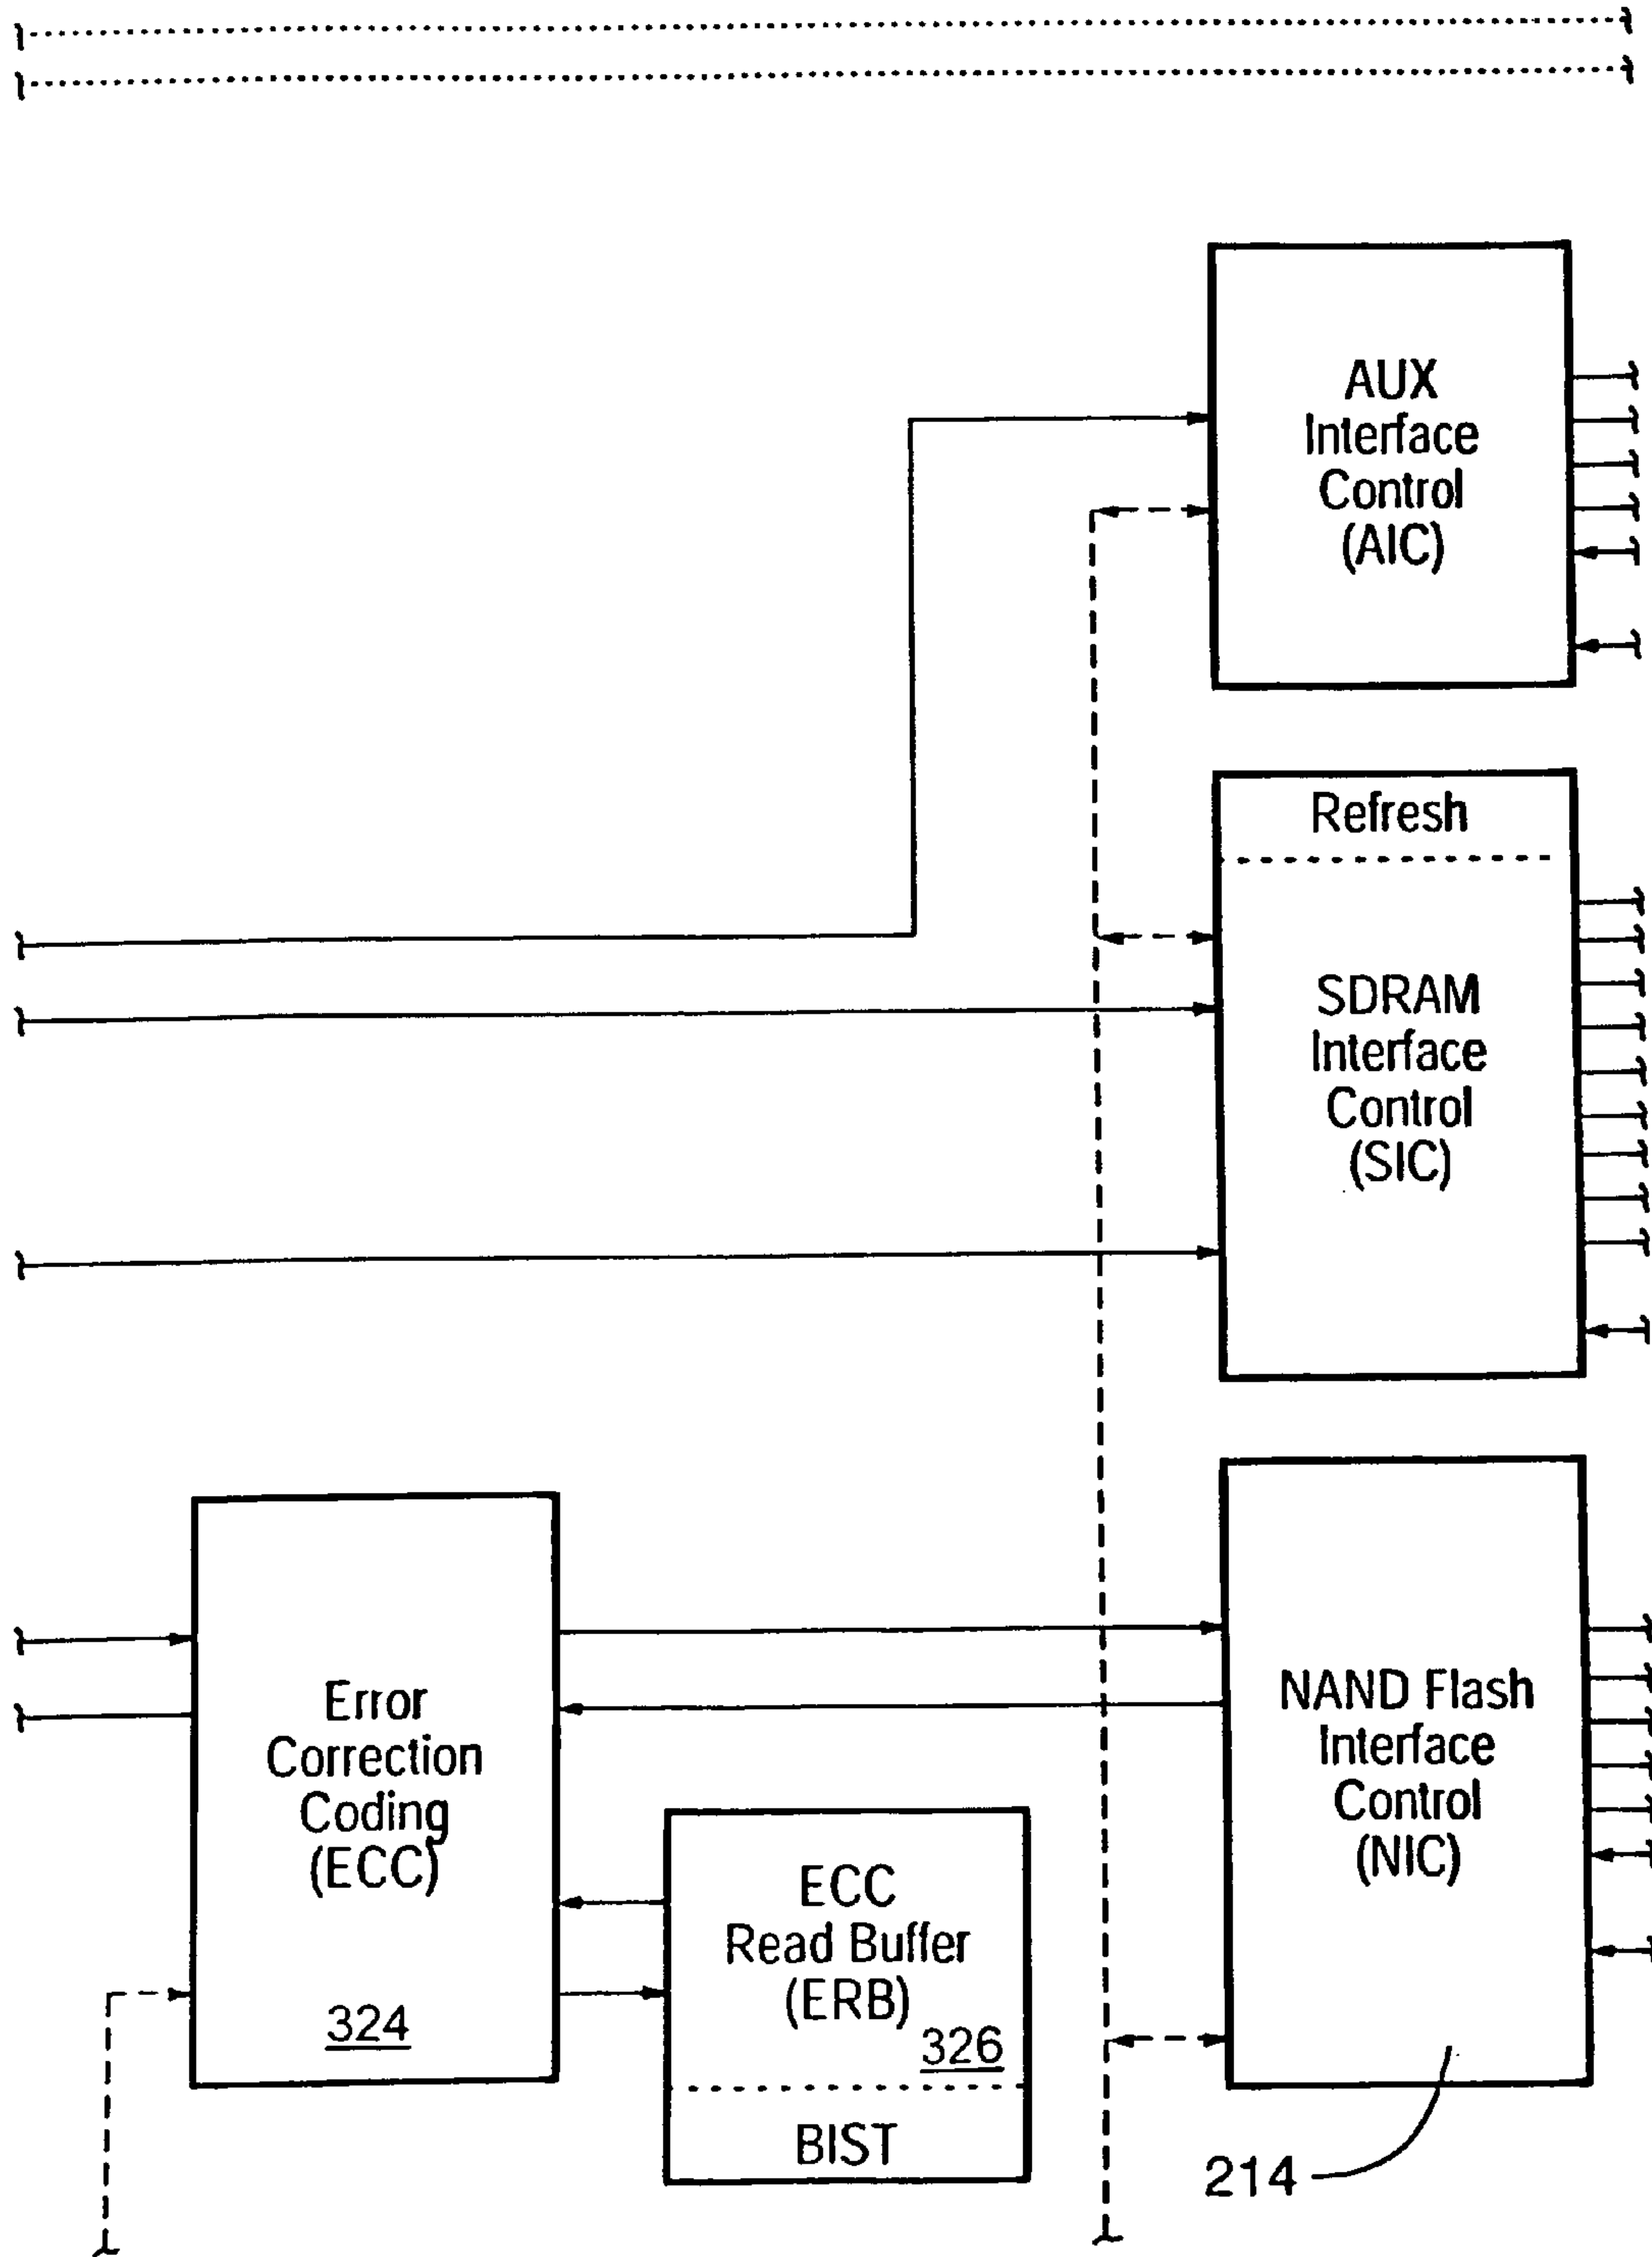 AUX
Interface
Control
(AIC)
Refresh
SDRAM
Interface
Control
(SIC)
Error
Correction
Coding
(ECC)
324
ECC
Read Buffer
(ERB)
326
BIST
NAND Flash
Interface
Control
(NIC)
214